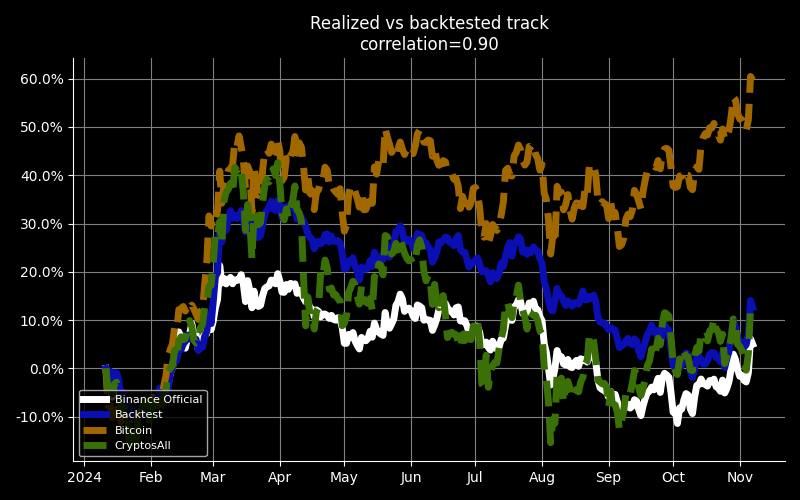 Realized vs backtested track
correlation=0.90
60.0%
50.0%
40.0%
30.0%
20.0%
10.0%
0.0%
-10.0%
Binance Official
Backtest
Bitcoin
CryptosAll
2024 Feb Mar Apr May Jun Jul Aug Sep Oct Nov